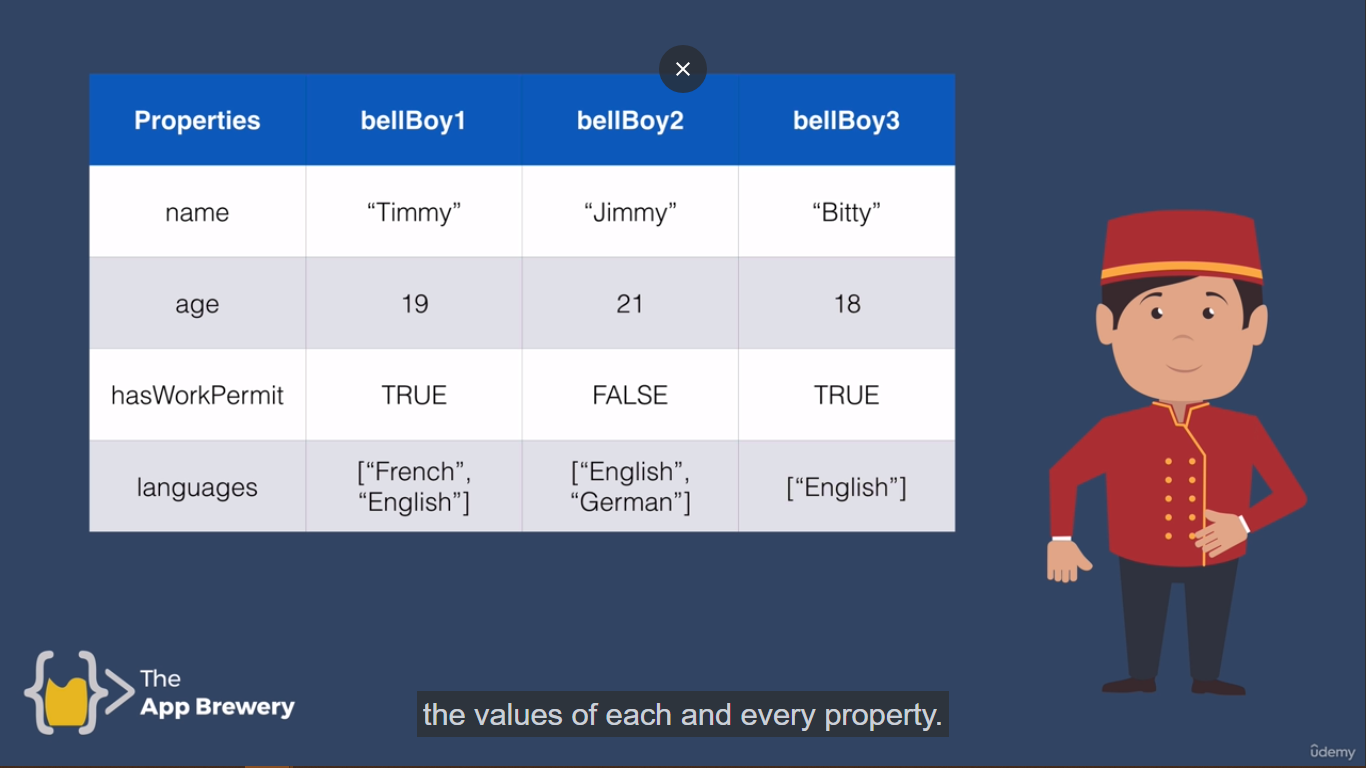 Properties bellBoy1 bellBoy2 bellBoy3
name “Timmy” “Jimmy” “Bitty”
age 19 21 18
hasWorkPermit TRUE FALSE TRUE
languages [“French”, “English”] [“English”, “German”] [“English”]
The
App Brewery
the values of each and every property.
ûdemy